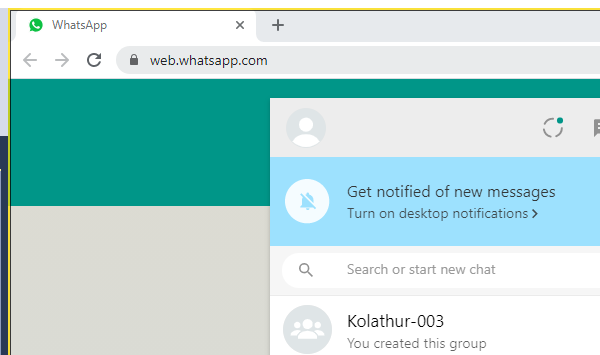 WhatsApp
web.whatsapp.com
Get notified of new messages
Turn on desktop notifications
Search or start new chat
Kolathur-003
You created this group